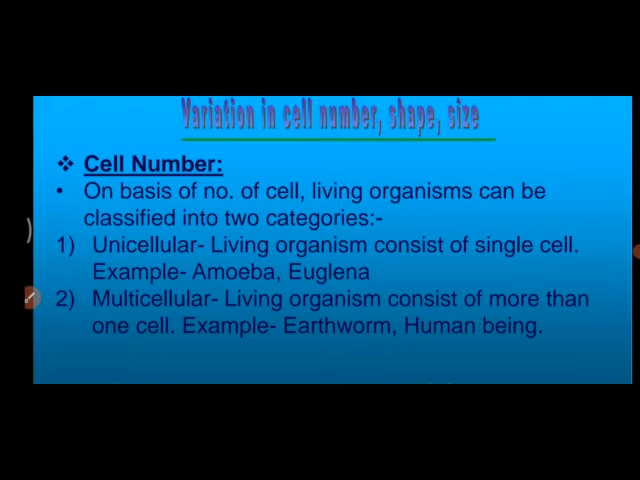 Variation in cell number, shape, size
❖ Cell Number:
• On basis of no. of cell, living organisms can be
classified into two categories:-
1) Unicellular- Living organism consist of single cell.
Example- Amoeba, Euglena
2) Multicellular- Living organism consist of more than
one cell. Example- Earthworm, Human being.